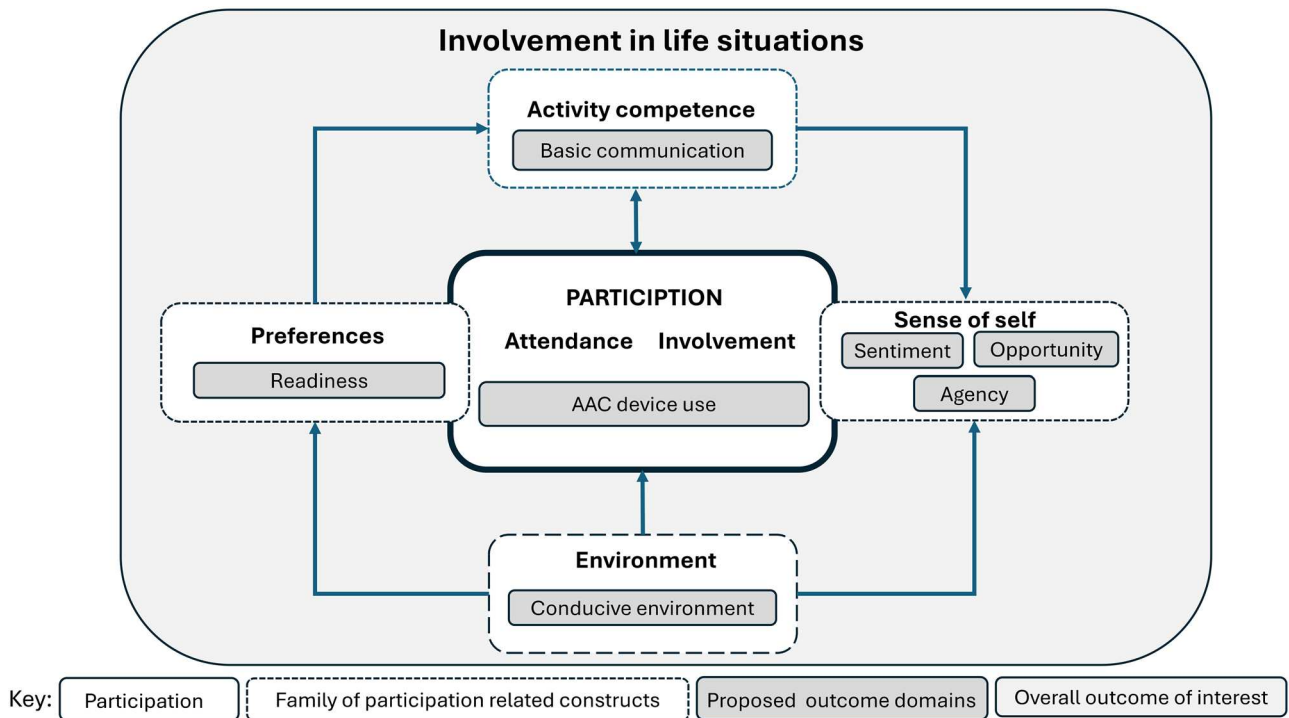 Involvement in life situations
Activity competence
Basic communication
PARTICIPTION
Attendance Involvement
AAC device use
Preferences
Readiness
Sense of self
Sentiment Opportunity
Agency
Environment
Conducive environment
Key: Participation Family of participation related constructs Proposed outcome domains Overall outcome of interest